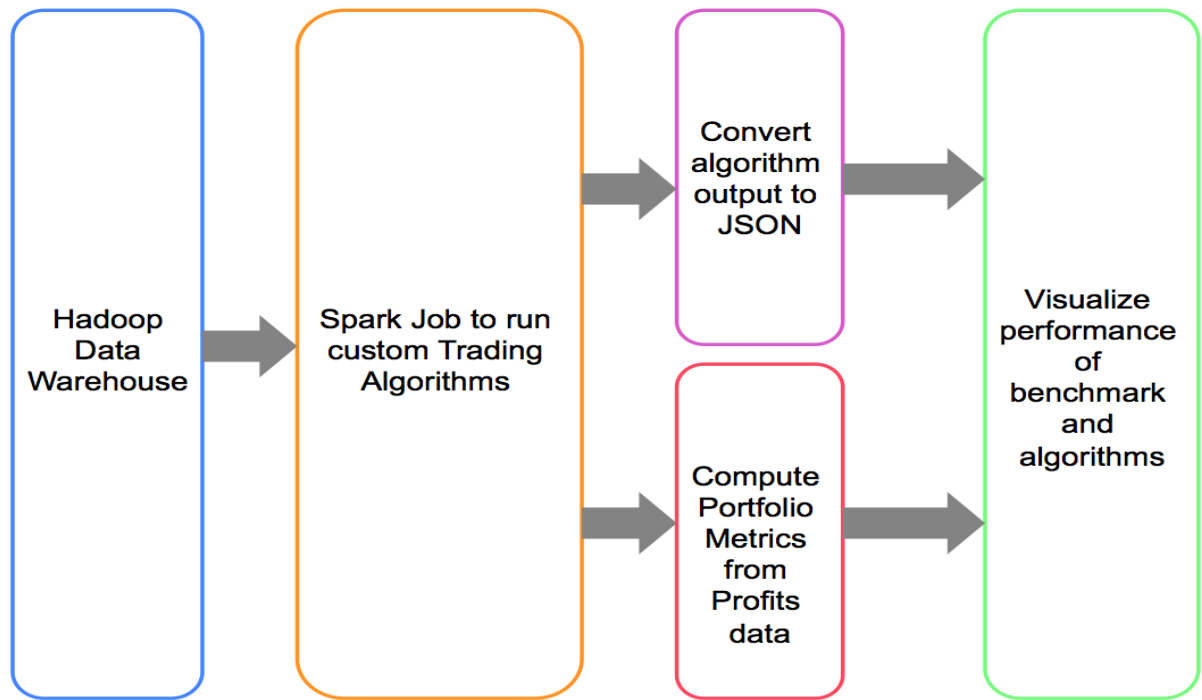 Hadoop
Data
Warehouse
Spark Job to run
custom Trading
Algorithms
Convert
algorithm
output to
JSON
Compute
Portfolio
Metrics
from
Profits
data
Visualize
performance
of
benchmark
and
algorithms